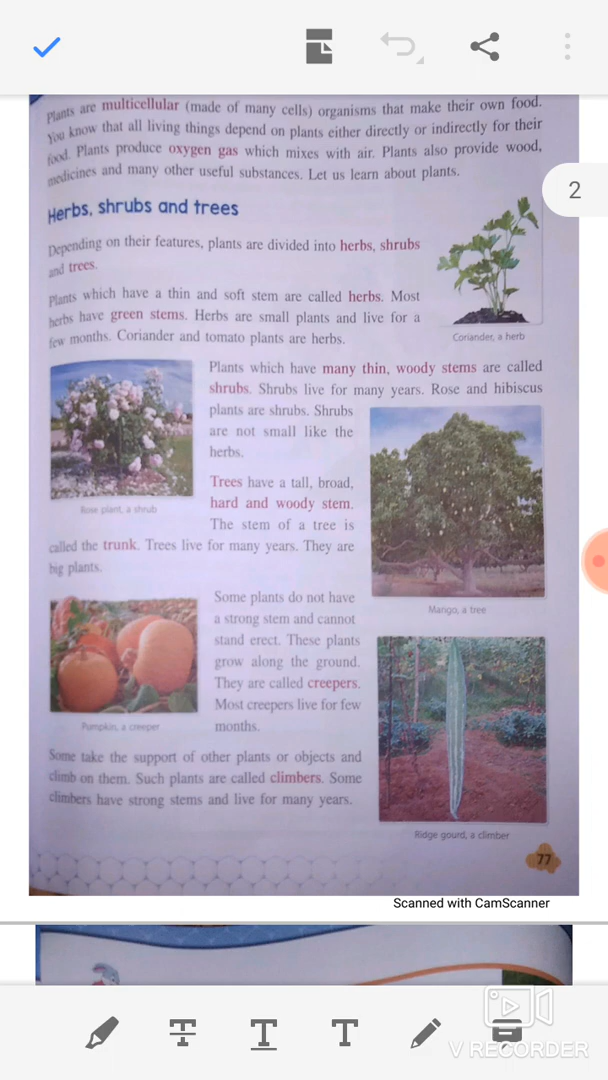 Plants are multicellular (made of many cells) organisms that make their own food.
You know that all living things depend on plants either directly or indirectly for their
food. Plants produce oxygen gas which mixes with air. Plants also provide wood,
medicines and many other useful substances. Let us learn about plants.
2
Herbs, shrubs and trees
Depending on their features, plants are divided into herbs, shrubs
and trees.
Plants which have a thin and soft stem are called herbs. Most
herbs have green stems. Herbs are small plants and live for a
few months. Coriander and tomato plants are herbs.
Coriander, a herb
Plants which have many thin, woody stems are called
shrubs. Shrubs live for many years. Rose and hibiscus
plants are shrubs. Shrubs
are not small like the
herbs.
Rose plant, a shrub
Trees have a tall, broad,
hard and woody stem.
The stem of a tree is
called the trunk. Trees live for many years. They are
big plants.
Mango, a tree
Some plants do not have
a strong stem and cannot
stand erect. These plants
grow along the ground.
They are called creepers.
Most creepers live for few
months.
Pumpkin, a creeper
Some take the support of other plants or objects and
climb on them. Such plants are called climbers. Some
climbers have strong stems and live for many years.
Ridge gourd, a climber
77
Scanned with CamScanner
T
T
T
V RECORDER